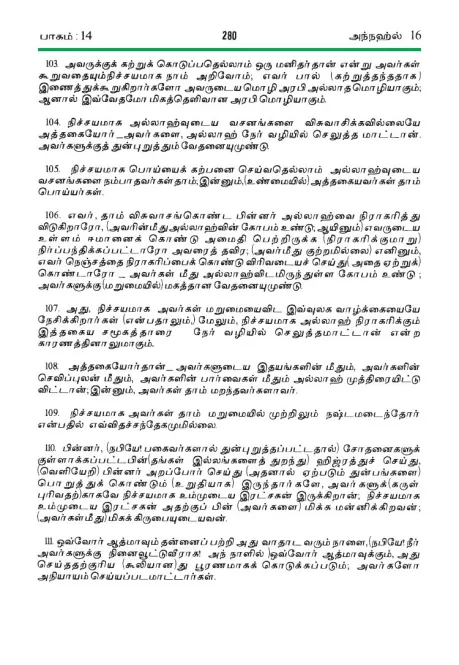 பாகம் : 14 280 அந்நஹ்ல் 16
103. அவருக்குக் கற்றுக் கொடுப்பதெல்லாம் ஒரு மனிதர்தான் என்று அவர்கள்
கூறுவதையும்நிச்சயமாக நாம் அறிவோம்; எவர் பால் (கற்றுத்தந்ததாக)
இணைத்துக்கூறுகிறார்களோ அவருடைய மொழி அரபி அல்லாத மொழியாகும்;
ஆனால் இவ்வேதமோ மிகத்தெளிவான அரபி மொழியாகும்.
104. நிச்சயமாக அல்லாஹ்வுடைய வசனங்களை விசுவாசிக்கவில்லையே
அத்தகையோர்_அவர்களை, அல்லாஹ் நேர் வழியில் செலுத்த மாட்டான்.
அவர்களுக்குத் துன்புறுத்தும் வேதனையுமுண்டு.
105. நிச்சயமாக பொய்யைக் கற்பனை செய்வதெல்லாம் அல்லாஹ்வுடைய
வசனங்களை நம்பாதவர்கள் தாம்; இன்னும், (உண்மையில்) அத்தகையவர்கள் தாம்
பொய்யர்கள்.
106. எவர், தாம் விசுவாசங்கொண்ட பின்னர் அல்லாஹ்வை நிராகரித்து
விடுகிறாரோ, (அவரின் மீது அல்லாஹ்வின் கோபம் உண்டு; ஆயினும்) எவருடைய
உள்ளம் ஈமானைக் கொண்டு அமைதி பெற்றிருக்க (நிராகரிக்குமாறு)
நிர்ப்பந்திக்கப்பட்டாரோ அவரைத் தவிர; (அவர்மீது குற்றமில்லை) எனினும்,
எவர் நெஞ்சத்தை நிராகரிப்பைக் கொண்டு விரிவடையச் செய்து( அதை ஏற்றுக்)
கொண்டாரோ _ அவர்கள் மீது அல்லாஹ்விடமிருந்துள்ள கோபம் உண்டு ;
அவர்களுக்கு (மறுமையில்) மகத்தான வேதனையுமுண்டு.
107. அது, நிச்சயமாக அவர்கள் மறுமையைவிட இவ்வுலக வாழ்க்கையையே
நேசிக்கிறார்கள் (என்பதாலும்,) மேலும், நிச்சயமாக அல்லாஹ் நிராகரிக்கும்
இத்தகைய சமூகத்தாரை நேர் வழியில் செலுத்தமாட்டான் என்ற
காரணத்தினாலுமாகும்.
108. அத்தகையோர்தான்_ அவர்களுடைய இதயங்களின் மீதும், அவர்களின்
செவிப்புலன் மீதும், அவர்களின் பார்வைகள் மீதும் அல்லாஹ் முத்திரையிட்டு
விட்டான்; இன்னும், அவர்கள் தாம் மறந்தவர்களாவர்.
109. நிச்சயமாக அவர்கள் தாம் மறுமையில் முற்றிலும் நஷ்டமடைந்தோர்
என்பதில் எவ்விதச்சந்தேகமுமில்லை.
110. பின்னர், (நபியே! பகைவர்களால் துன்புறுத்தப்பட்டதால்) சோதனைகளுக்
குள்ளாக்கப்பட்டபின்(தங்கள் இல்லங்களைத் துறந்து) ஹிஜ்ரத்துச் செய்து,
(வெளியேறி) பின்னர் அறப்போர் செய்து (அதனால் ஏற்படும் துன்பங்களை)
பொறுத்துக் கொண்டும் (உறுதியாக) இருந்தார்களே, அவர்களுக்(கருள்
புரிவதற்)காகவே நிச்சயமாக உம்முடைய இரட்சகன் இருக்கிறான்; நிச்சயமாக
உம்முடைய இரட்சகன் அதற்குப் பின் (அவர்களை) மிக்க மன்னிக்கிறவன்;
(அவர்கள் மீது) மிகக் கிருபையுடையவன்.
111. ஒவ்வோர் ஆத்மாவும் தன்னைப் பற்றி அது வாதாட வரும் நாளை, (நபியே! நீர்
அவர்களுக்கு நினைவூட்டுவீராக! அந் நாளில் )ஒவ்வோர் ஆத்மாவுக்கும், அது
செய்ததற்குரிய (கூலியான)து பூரணமாகக் கொடுக்கப்படும்; அவர்களோ
அநியாயம் செய்யப்படமாட்டார்கள்.